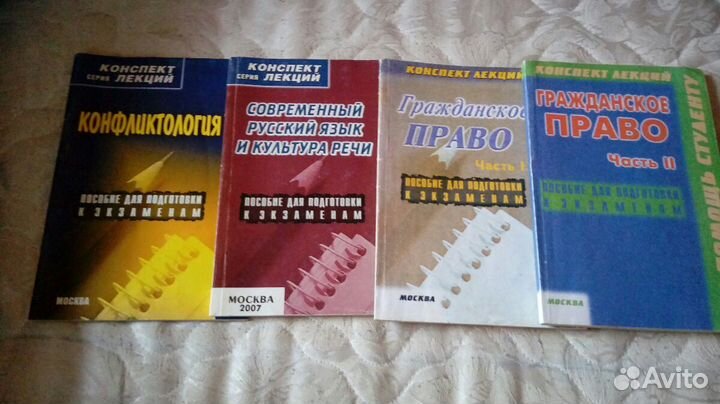 КОНСПЕКТ
СЕРИЯ ЛЕКЦИЙ
КОНФЛИКТОЛОГИЯ
ПОСОБИЕ ДЛЯ ПОДГОТОВКИ
К ЭКЗАМЕНАМ
МОСКВА
КОНСПЕКТ
СЕРИЯ ЛЕКЦИЙ
СОВРЕМЕННЫЙ
РУССКИЙ ЯЗЫК
И КУЛЬТУРА РЕЧИ
ПОСОБИЕ ДЛЯ ПОДГОТОВКИ
К ЭКЗАМЕНАМ
МОСКВА
2007
КОНСПЕКТ ЛЕКЦИЙ
Гражданское
ПРАВО
Часть I
ПОСОБИЕ ДЛЯ ПОДГОТОВКИ
К ЭКЗАМЕНАМ
МОСКВА
КОНСПЕКТ ЛЕКЦИЙ
ГРАЖДАНСКОЕ
ПРАВО
Часть II
ПОСОБИЕ ДЛЯ ПОДГОТОВКИ
К ЭКЗАМЕНАМ
МОСКВА
ПОМОЩЬ СТУДЕНТУ
Avito